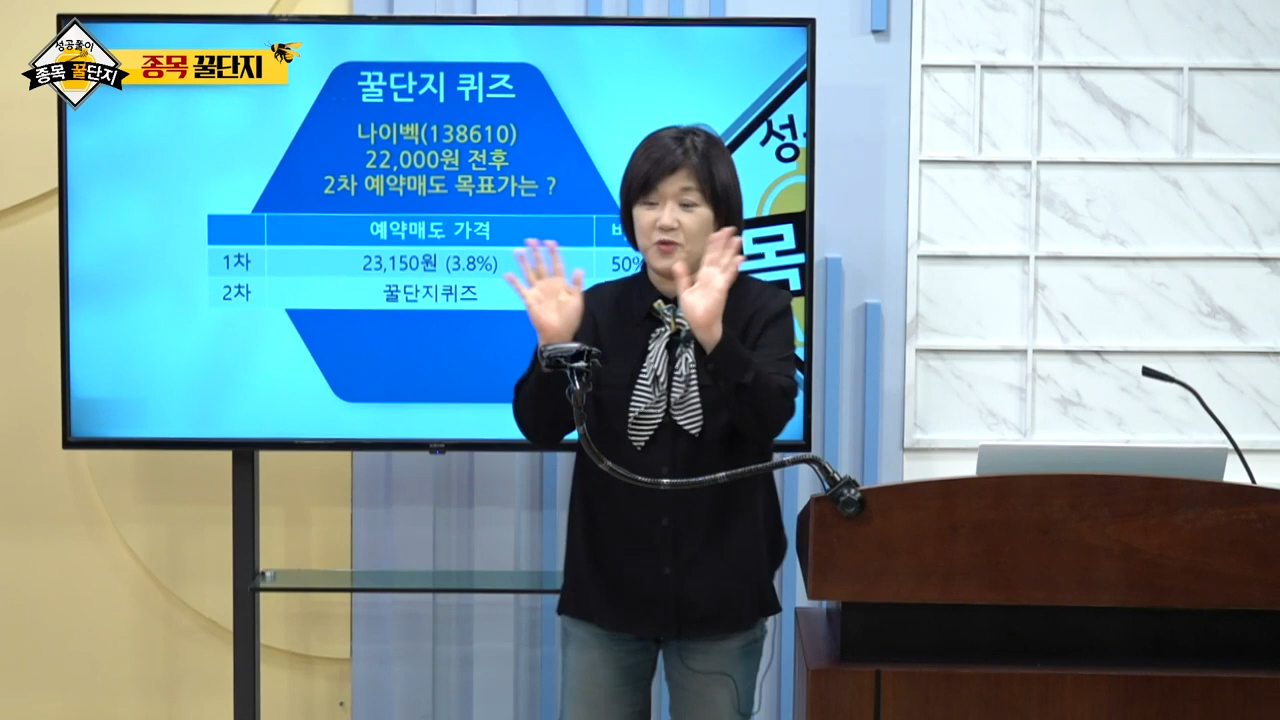 성공풀이
종목 꿀단지
종목 꿀단지
꿀단지 퀴즈
나이벡(138610)
22,000원 전후
2차 예약매도 목표가는 ?
예약매도 가격
1차 23,150원 (3.8%) 50%
2차 꿀단지퀴즈
성
목